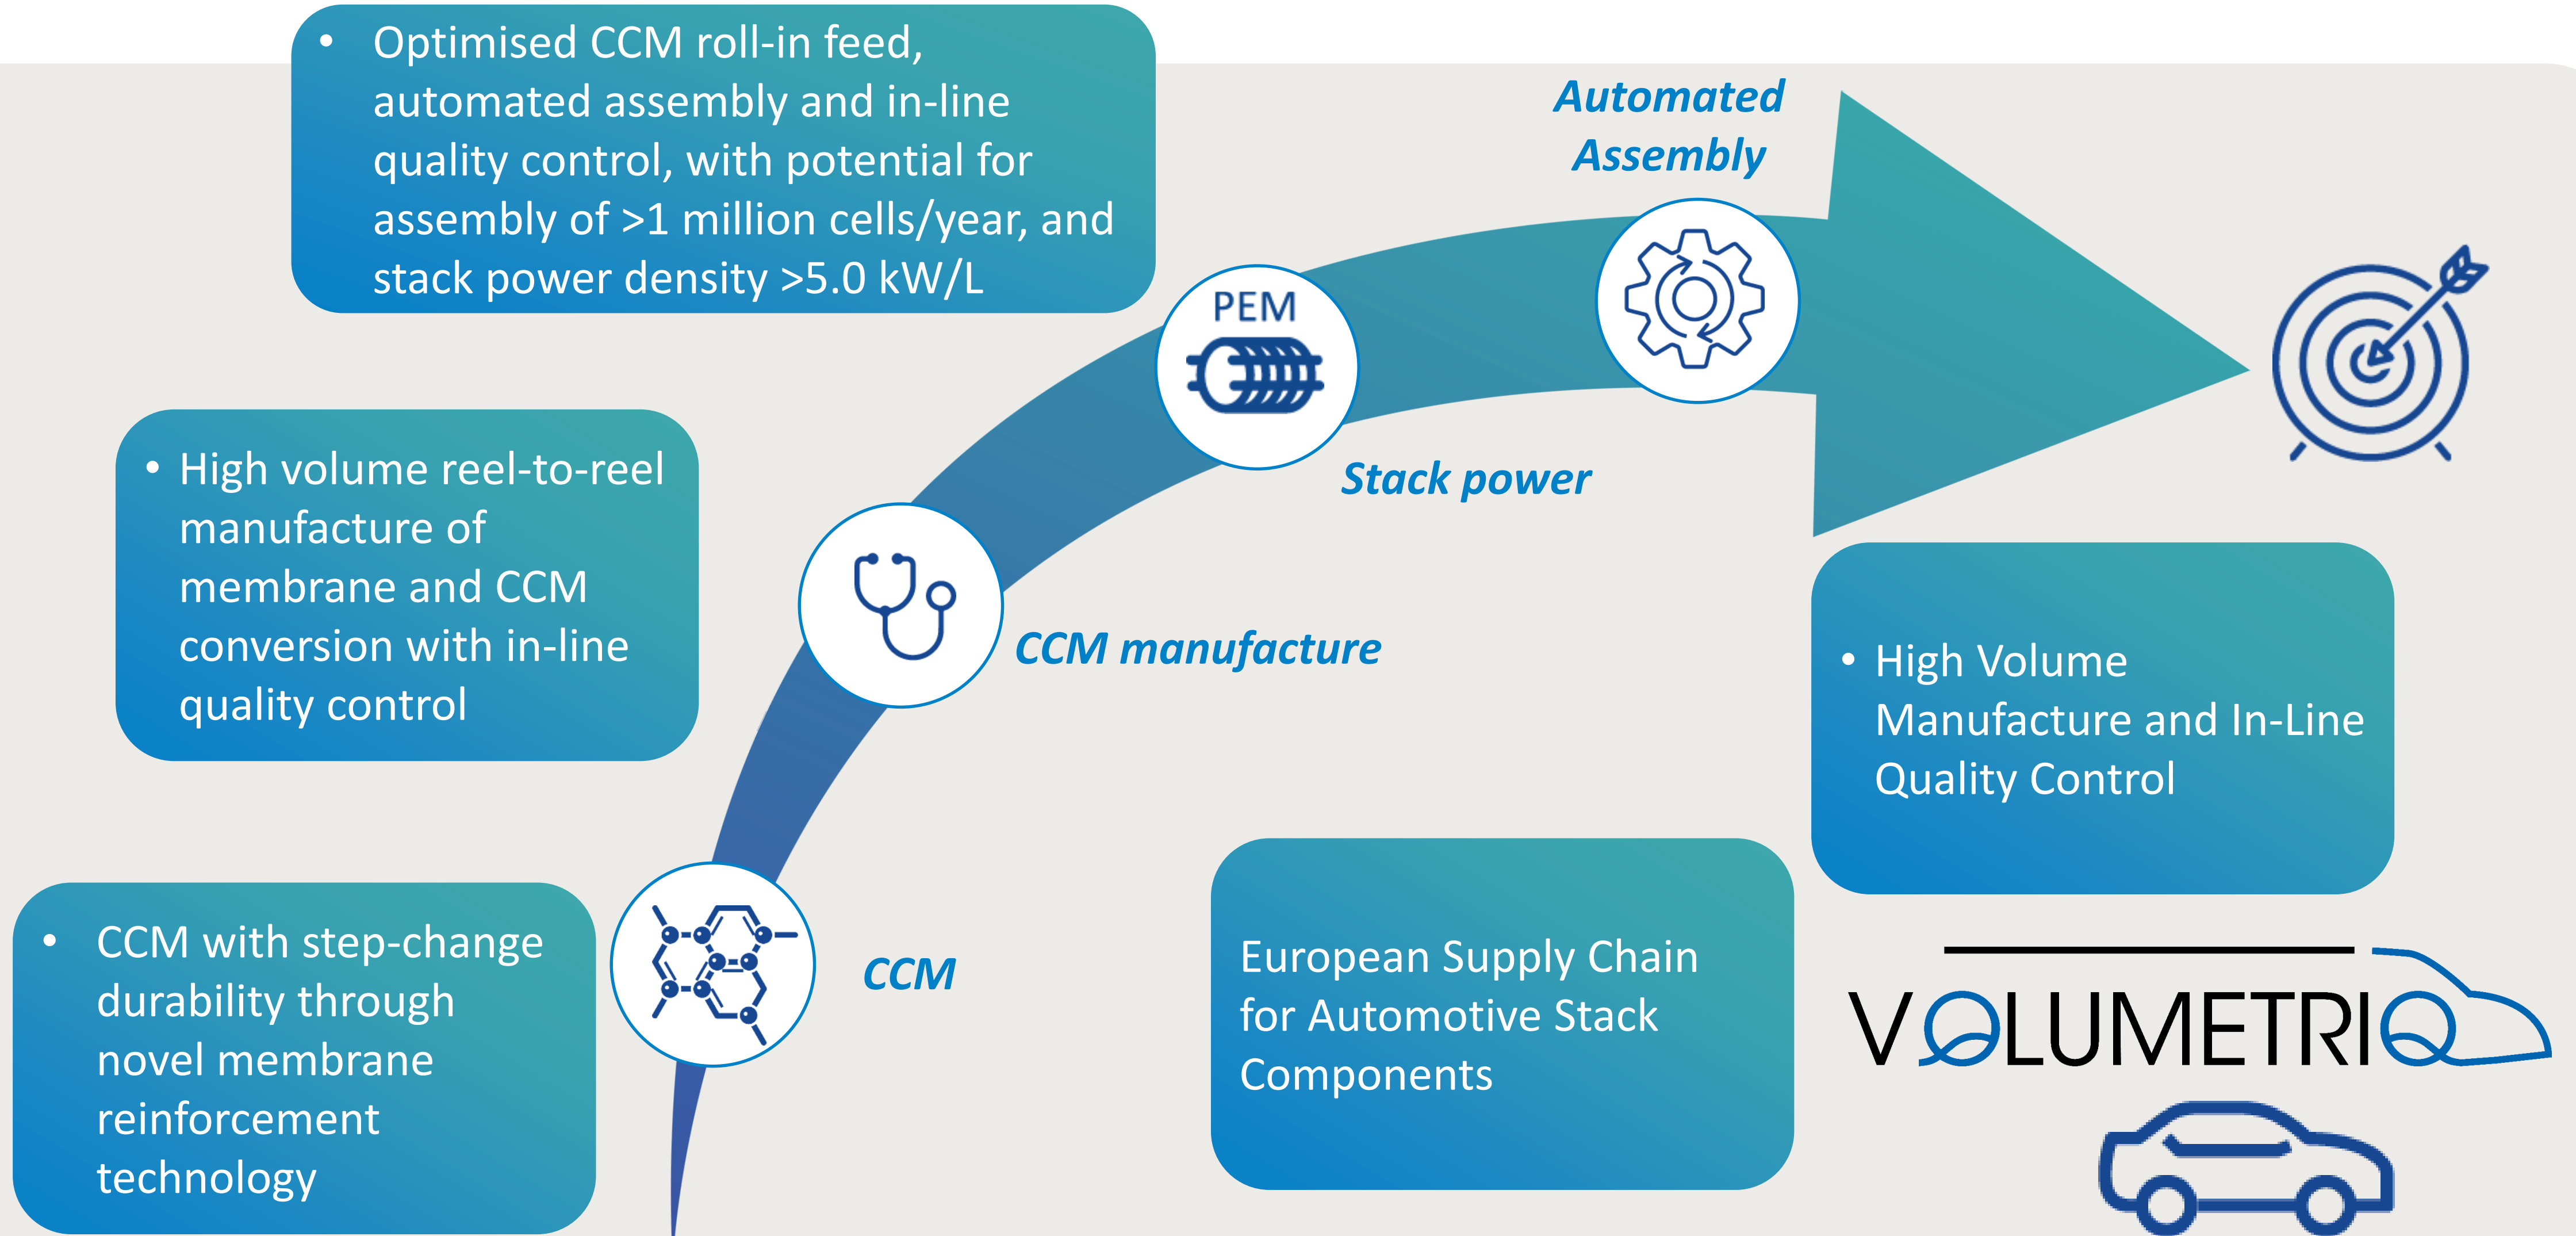 Optimised CCM roll-in feed,
automated assembly and in-line
quality control, with potential for
assembly of >1 million cells/year, and
stack power density >5.0 kW/L
Automated
Assembly
PEM
Stack power
High volume reel-to-reel
manufacture of
membrane and CCM
conversion with in-line
quality control
CCM manufacture
High Volume
Manufacture and In-Line
Quality Control
CCM with step-change
durability through
novel membrane
reinforcement
technology
CCM
European Supply Chain
for Automotive Stack
Components
VOLUMETRIQ